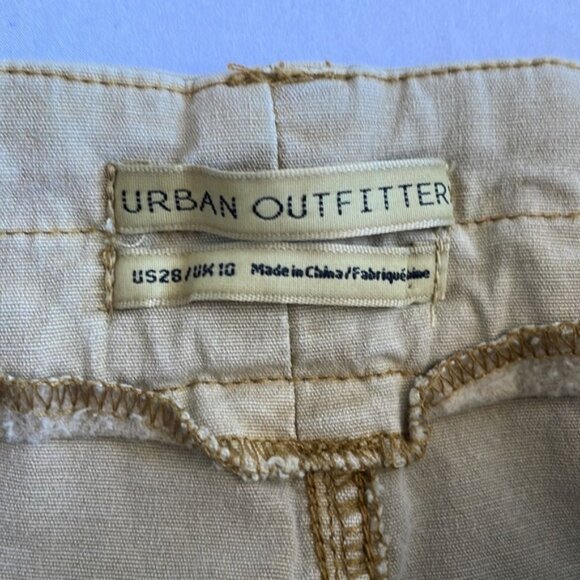 URBAN OUTFITTER
US28/UK10 Made in China/Fabriqué